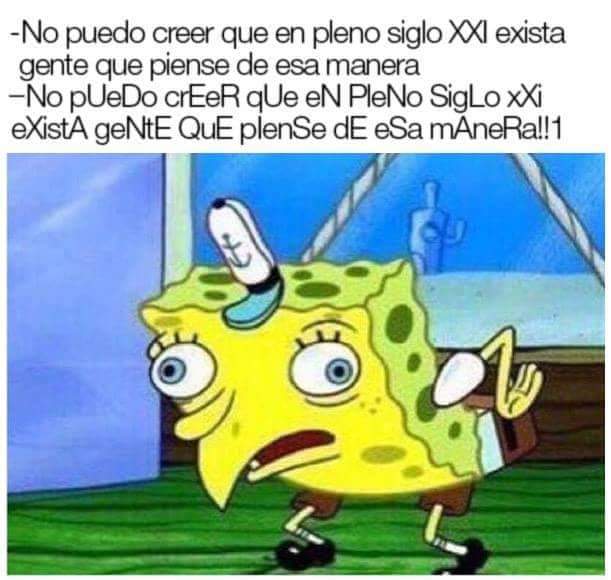 -No puedo creer que en pleno siglo XXI exista
gente que piense de esa manera
-No pUeDo crEeR qUe eN PleNo SigLo xXi
eXistA geNtE QuE pIenSe dE eSa mAneRa!!1